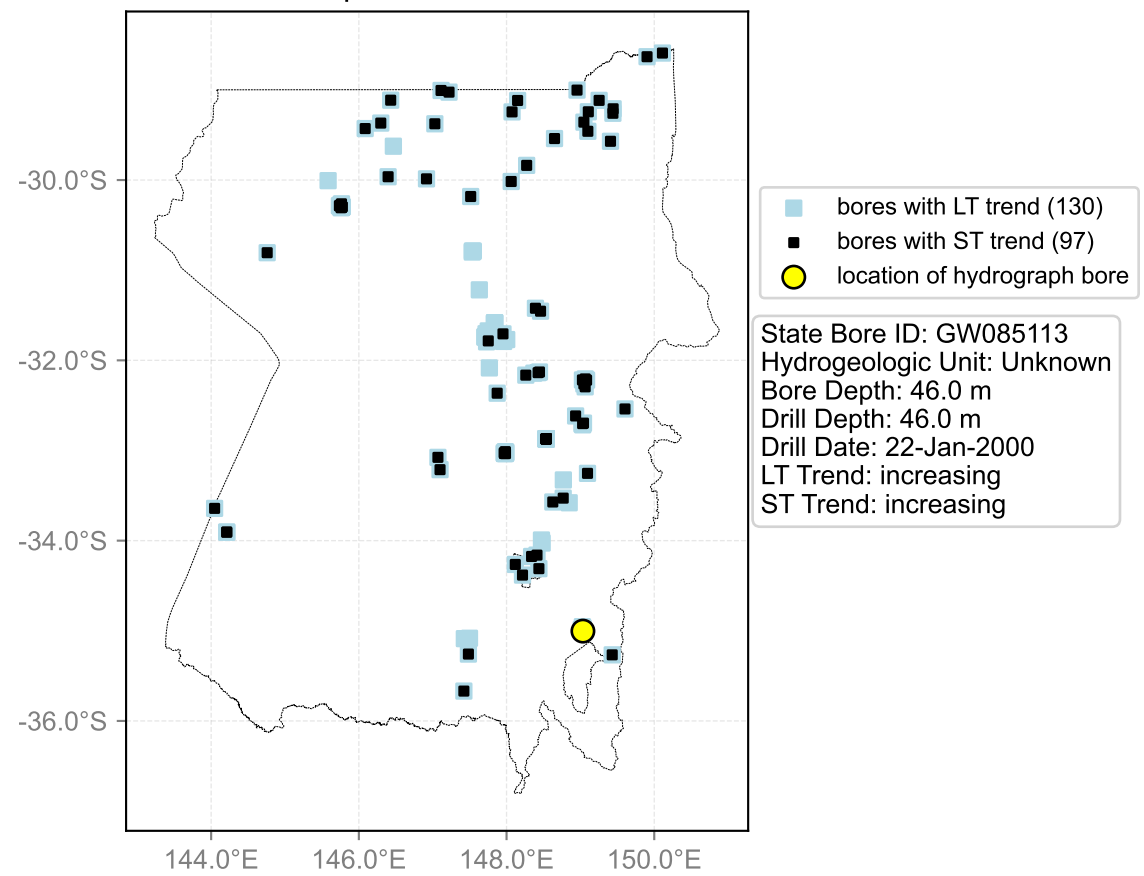 -30.0°S
-32.0°S
-34.0°S
-36.0°S
144.0°E
146.0°E
148.0°E
150.0°E
bores with LT trend (130)
bores with ST trend (97)
location of hydrograph bore
State Bore ID: GW085113
Hydrogeologic Unit: Unknown
Bore Depth: 46.0 m
Drill Depth: 46.0 m
Drill Date: 22-Jan-2000
LT Trend: increasing
ST Trend: increasing